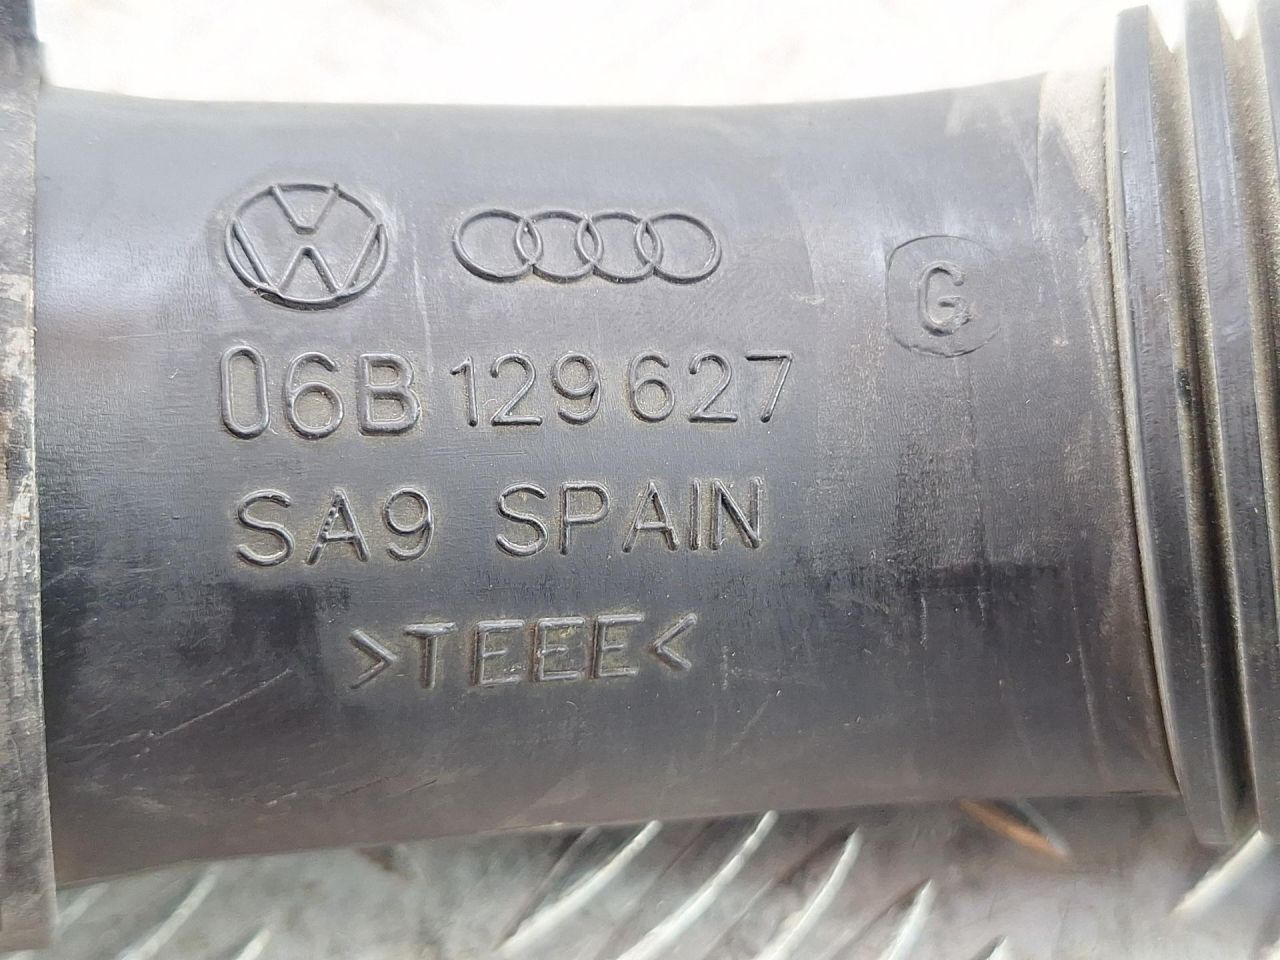 G
06B 129 627
SA9 SPAIN
>TEEE<